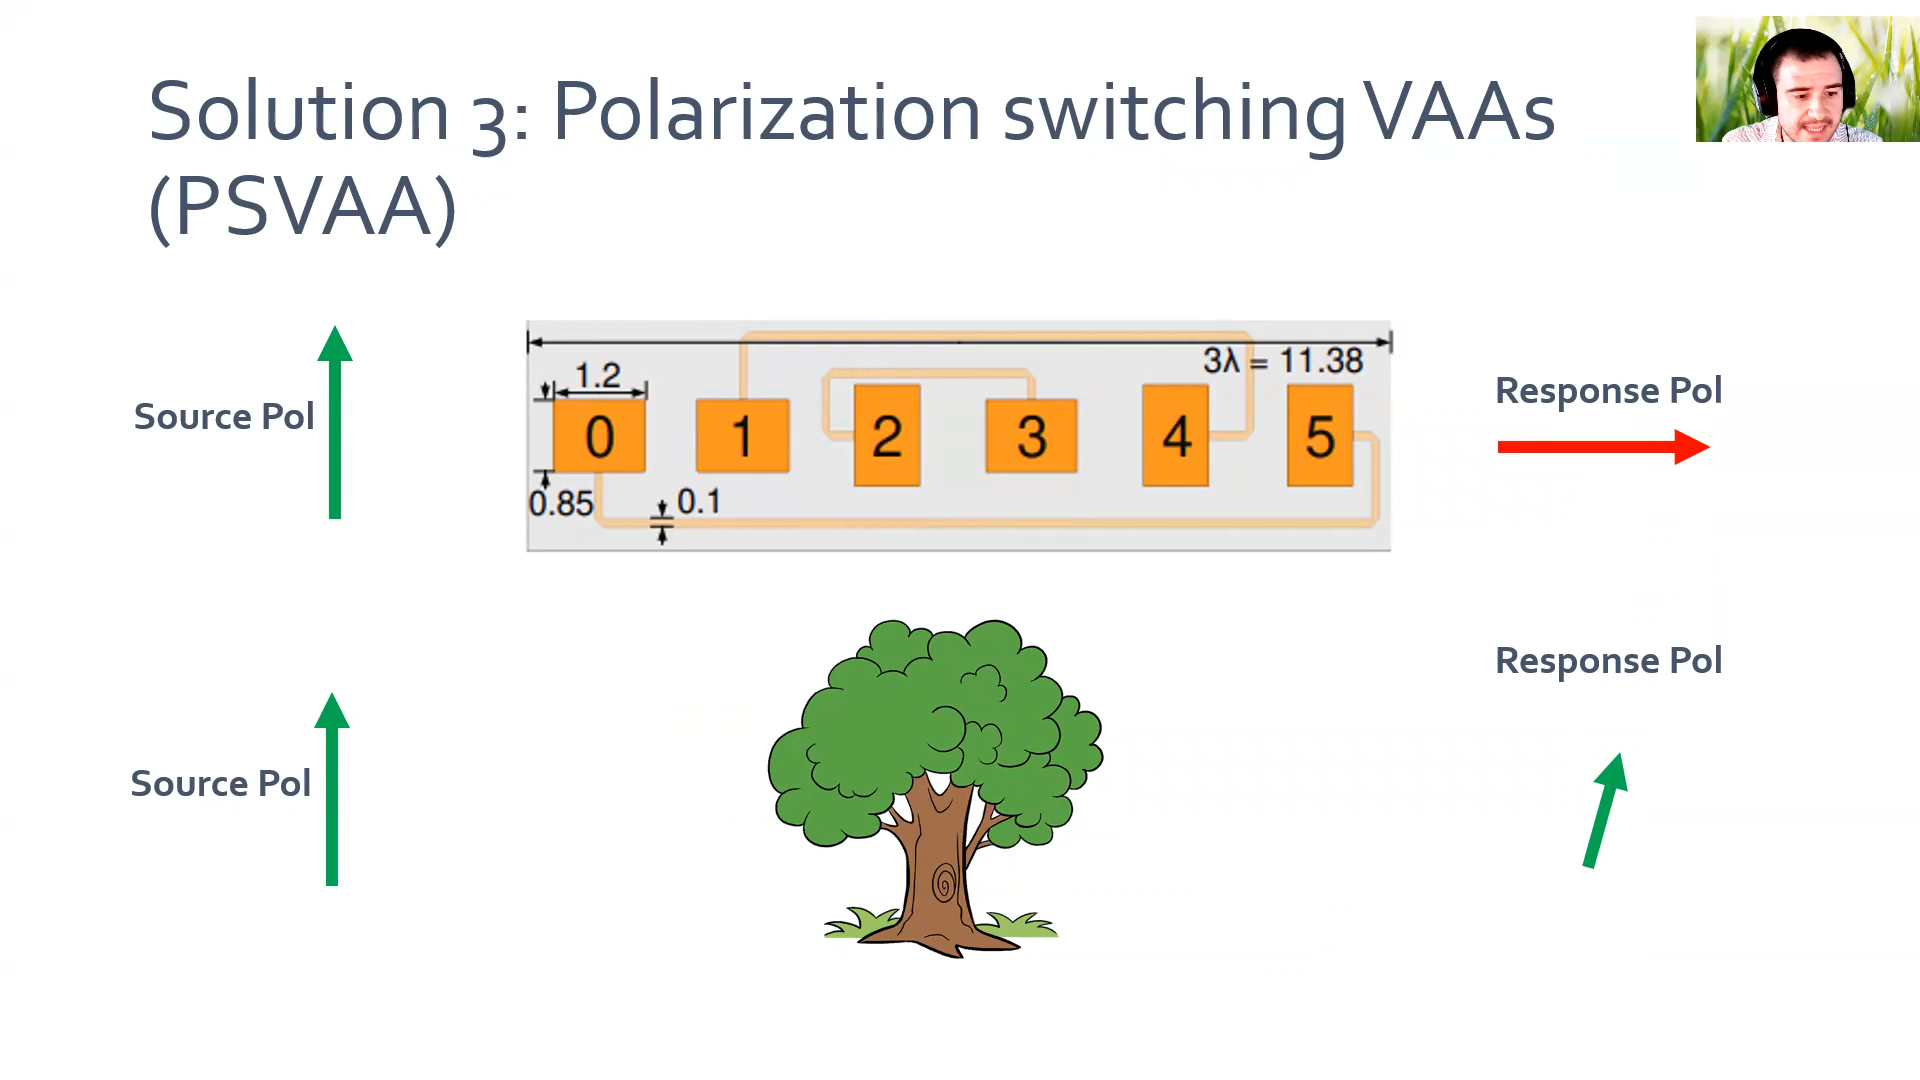 Solution 3: Polarization switching VAAs
(PSVAA)
Source Pol
1.2
3λ = 11.38
0 1 2 3 4 5
0.85
0.1
Response Pol
Source Pol
Response Pol